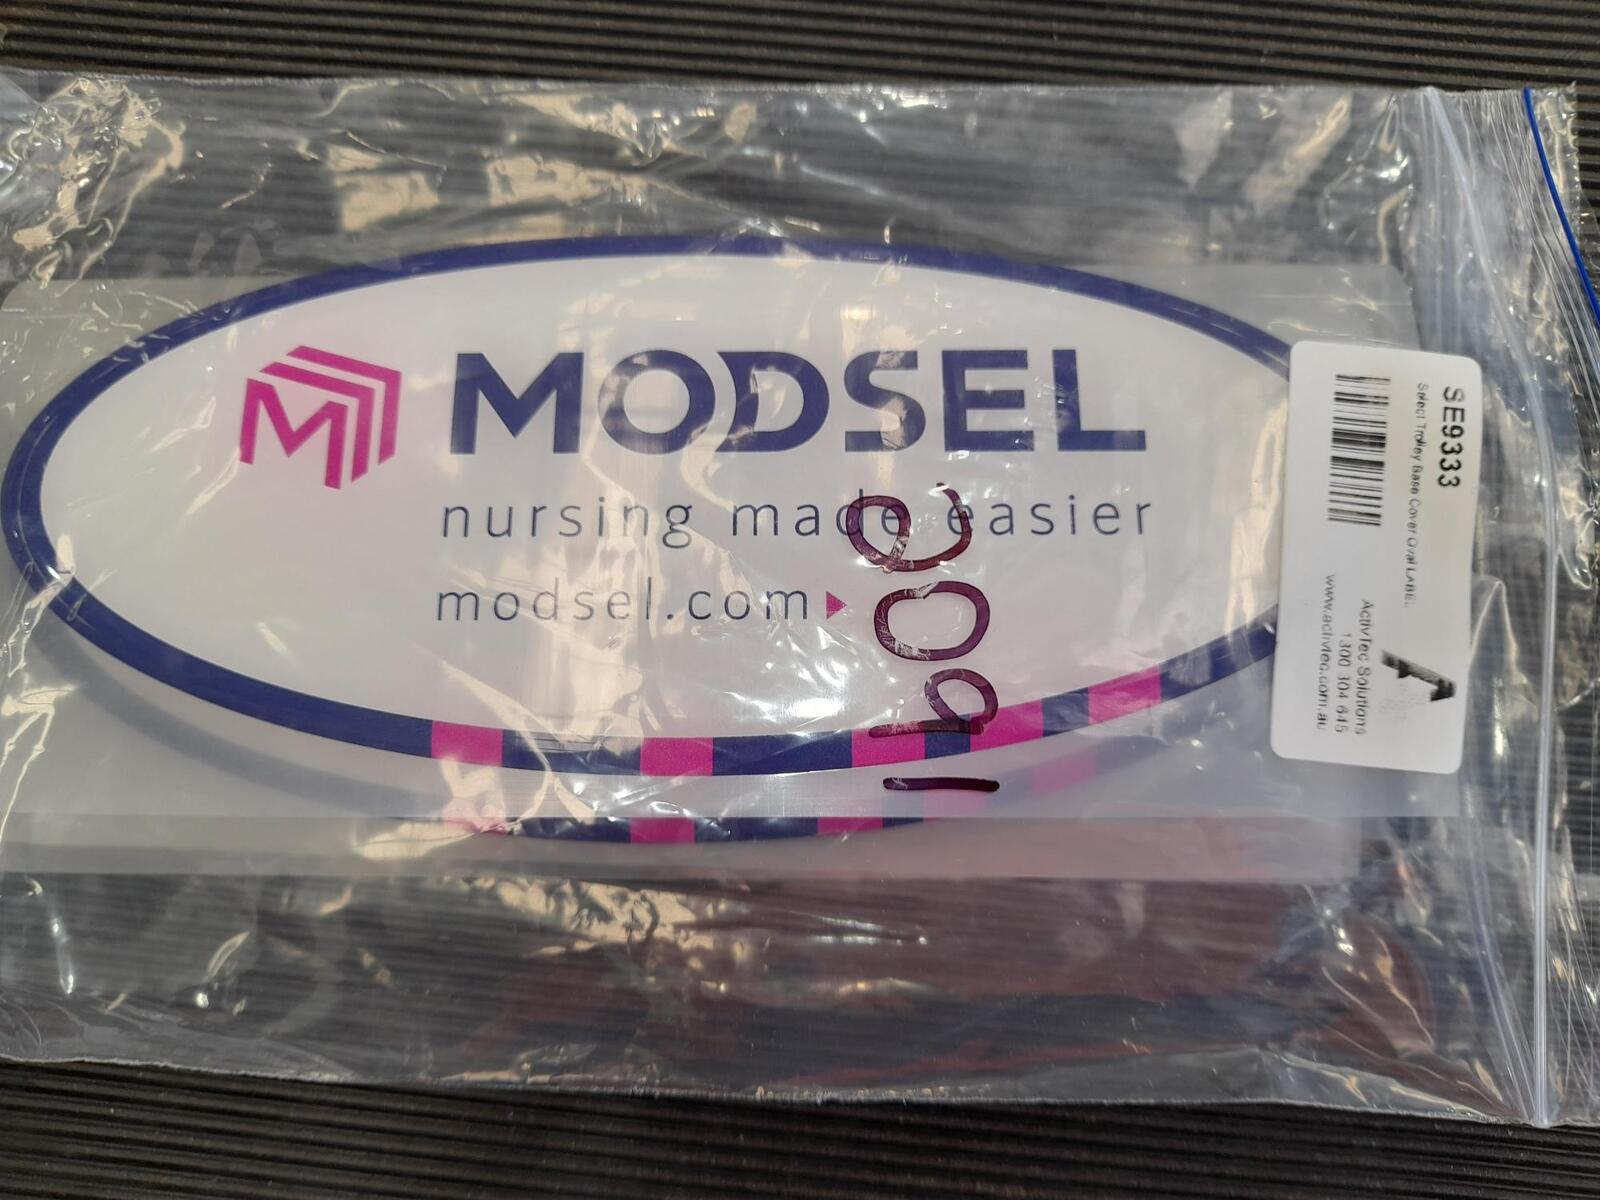 MODSEL
nursing made easier
modsel.com
SE9333
Select Trolley Base Cover Oval LABEL
ActivTec Solutions
1300 304 645
www.activtec.com.au